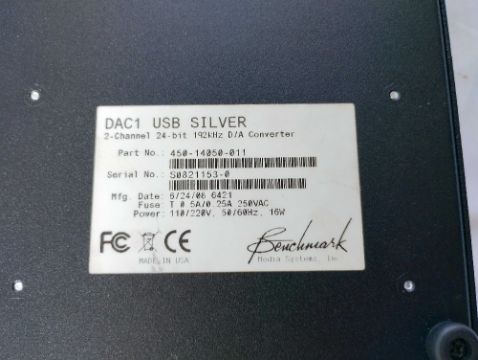 DAC1 USB SILVER
2-Channel 24-bit 192kHz D/A Converter
Part No.: 450-14050-011
Serial No.: S0821153-0
Mfg. Date: 6/24/08 6421
Fuse: T 0.5A/0.25A 250VAC
Power: 110/220V, 50/60Hz, 16W
FC CE
Benchmark
MADE IN USA
Media Systems,